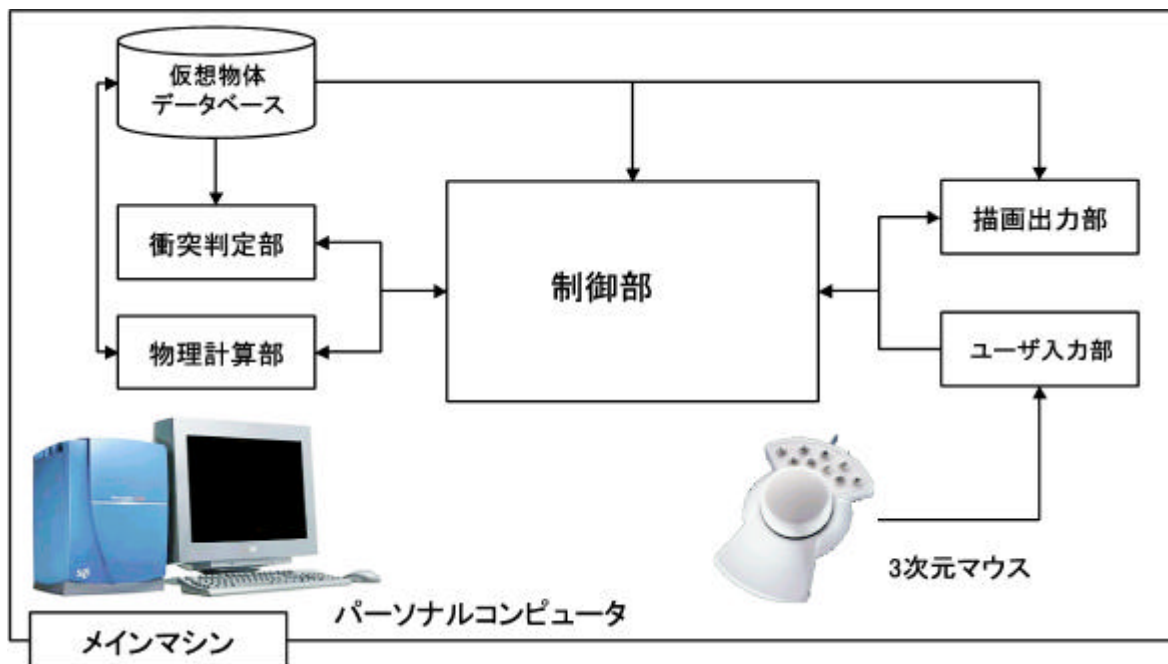 仮想物体
データベース
衝突判定部
制御部
描画出力部
物理計算部
ユーザ入力部
sgi
3次元マウス
パーソナルコンピュータ
メインマシン